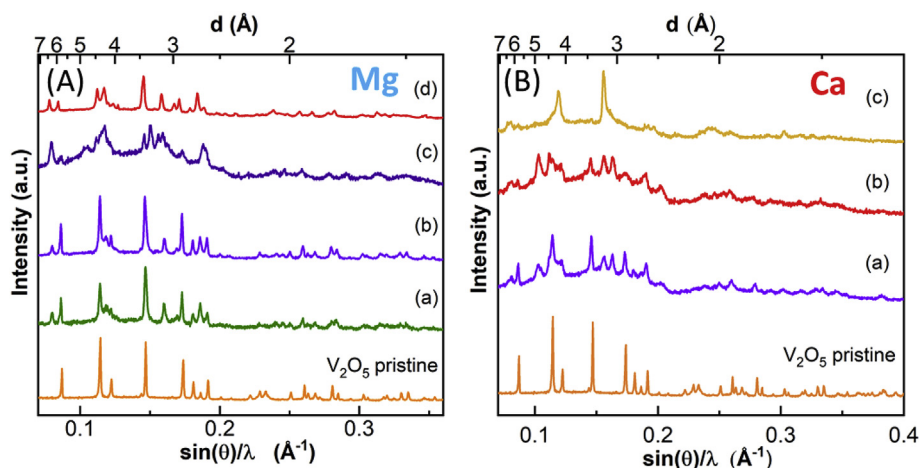 d (Å)
7 6 5 4 3 2
(A) Mg
(d)
(c)
(b)
(a)
V₂O₅ pristine
Intensity (a.u.)
0.1 0.2 0.3
sin(θ)/λ (Å⁻¹)
d (Å)
7 6 5 4 3 2
(B) Ca
(c)
(b)
(a)
V₂O₅ pristine
Intensity (a.u.)
0.1 0.2 0.3 0.4
sin(θ)/λ (Å⁻¹)